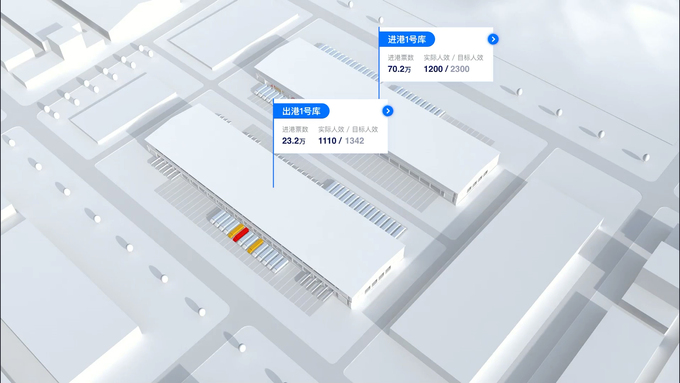 进港1号库
进港票数 实际人效 / 目标人效
70.2万 1200 / 2300
出港1号库
进港票数 实际人效 / 目标人效
23.2万 1110 / 1342